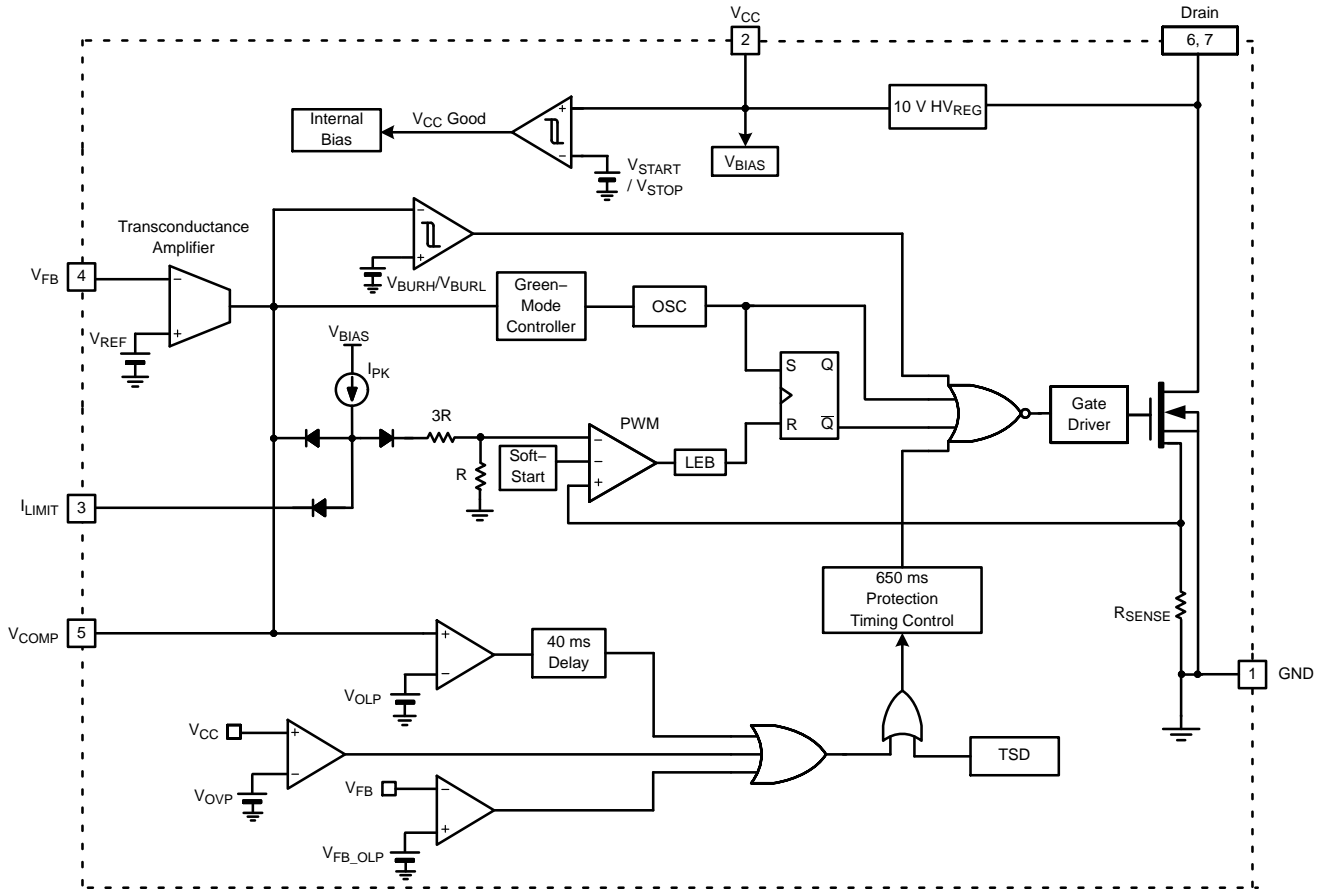 VCC
Drain
2
6, 7
10 V HVREG
Internal
Bias
VCC Good
+
−
VSTART
/ VSTOP
VBIAS
Transconductance
Amplifier
−
+
VBURH/VBURL
VFB
4
−
+
VREF
Green–
Mode
Controller
OSC
VBIAS
IPK
S
Q
R
Q
3R
R
PWM
−
−
+
Soft–
Start
LEB
Gate
Driver
ILIMIT
3
650 ms
Protection
Timing Control
RSENSE
VCOMP
5
+
−
40 ms
Delay
VOLP
1
GND
VCC
+
−
VOVP
VFB
−
+
VFB_OLP
TSD